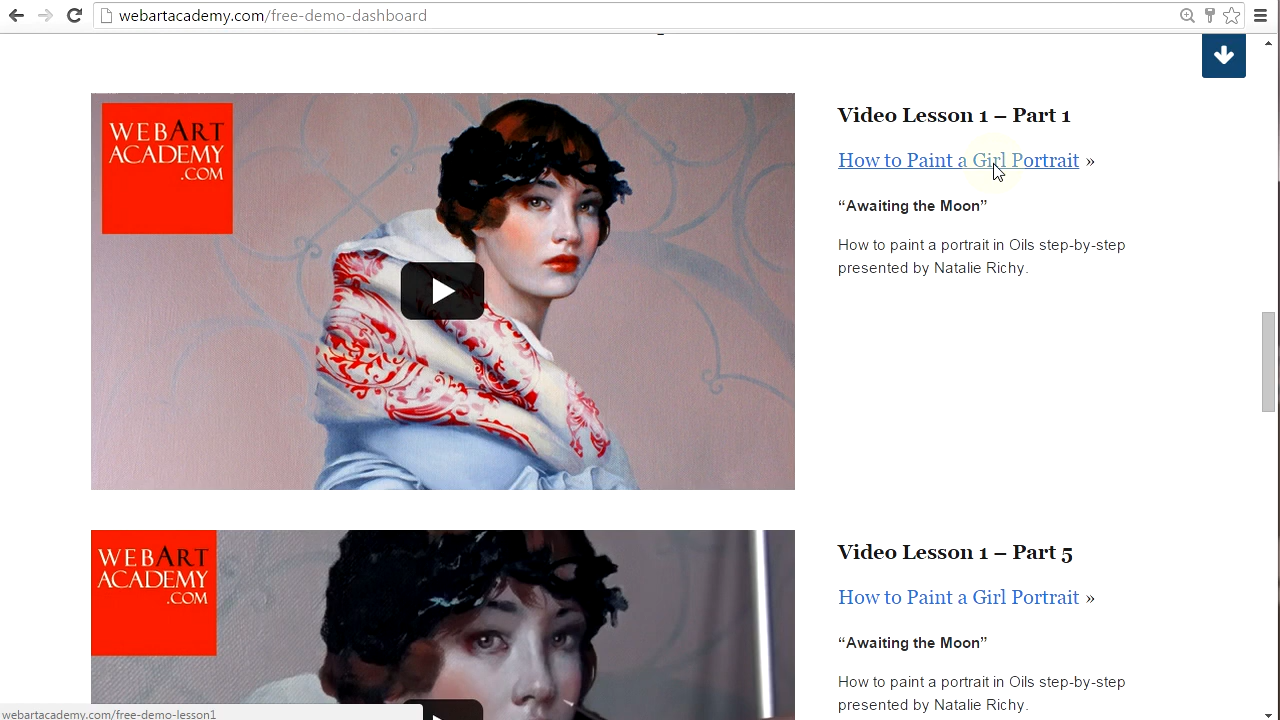 webartacademy.com/free-demo-dashboard
WEBART
ACADEMY
.COM
Video Lesson 1 – Part 1
How to Paint a Girl Portrait »
“Awaiting the Moon”
How to paint a portrait in Oils step-by-step
presented by Natalie Richy.
WEBART
ACADEMY
.COM
Video Lesson 1 – Part 5
How to Paint a Girl Portrait »
“Awaiting the Moon”
How to paint a portrait in Oils step-by-step
presented by Natalie Richy.
webartacademy.com/free-demo-lesson1